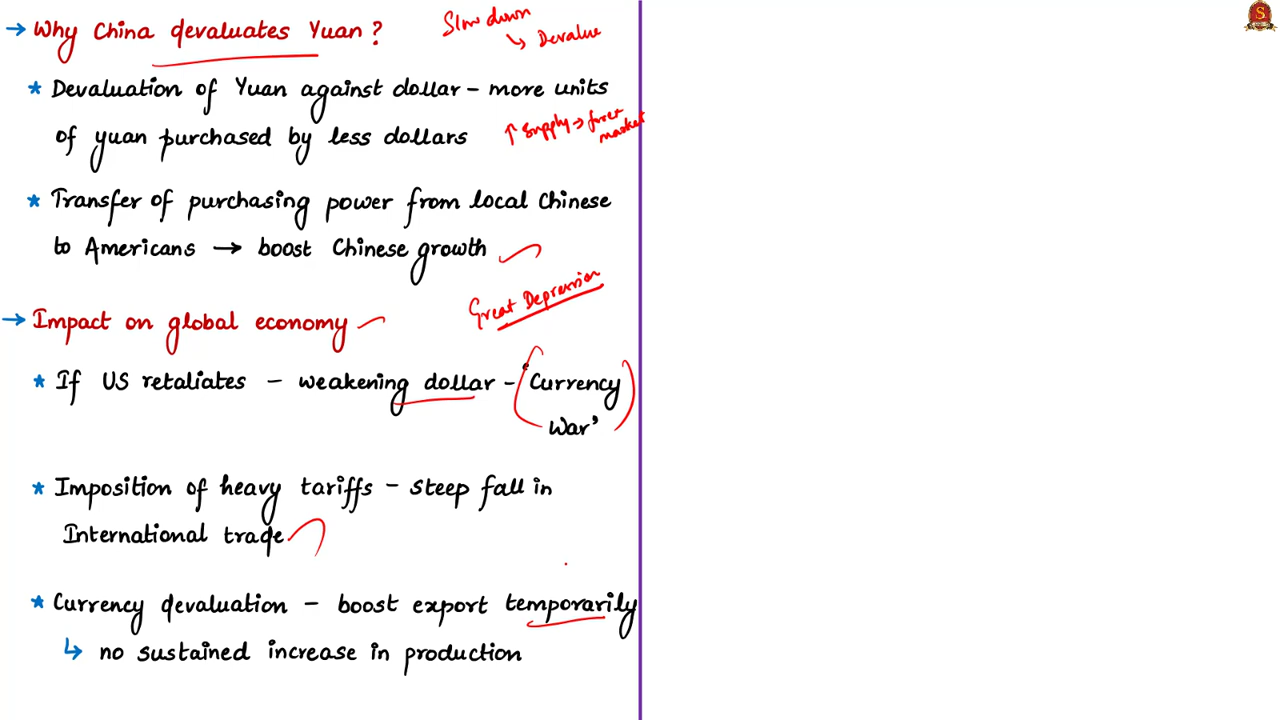 → Why China devaluates Yuan?
Slow down
↳ Devalue
* Devaluation of Yuan against dollar – more units
of yuan purchased by less dollars
↑ Supply → forex
market
* Transfer of purchasing power from local Chinese
to Americans → boost Chinese growth
Great Depression
→ Impact on global economy
* If US retaliates – weakening dollar – (Currency
War')
* Imposition of heavy tariffs – steep fall in
International trade
* Currency devaluation – boost export temporarily
↳ no sustained increase in production